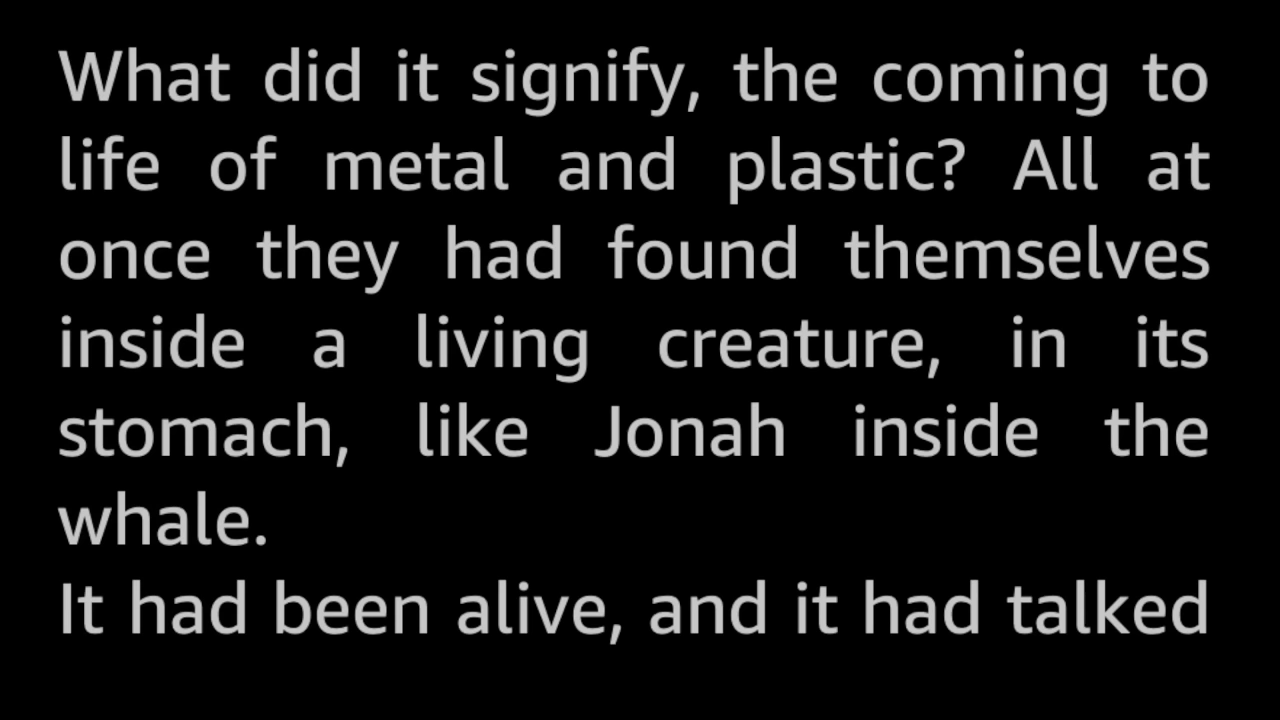 What did it signify, the coming to
life of metal and plastic? All at
once they had found themselves
inside a living creature, in its
stomach, like Jonah inside the
whale.
It had been alive, and it had talked